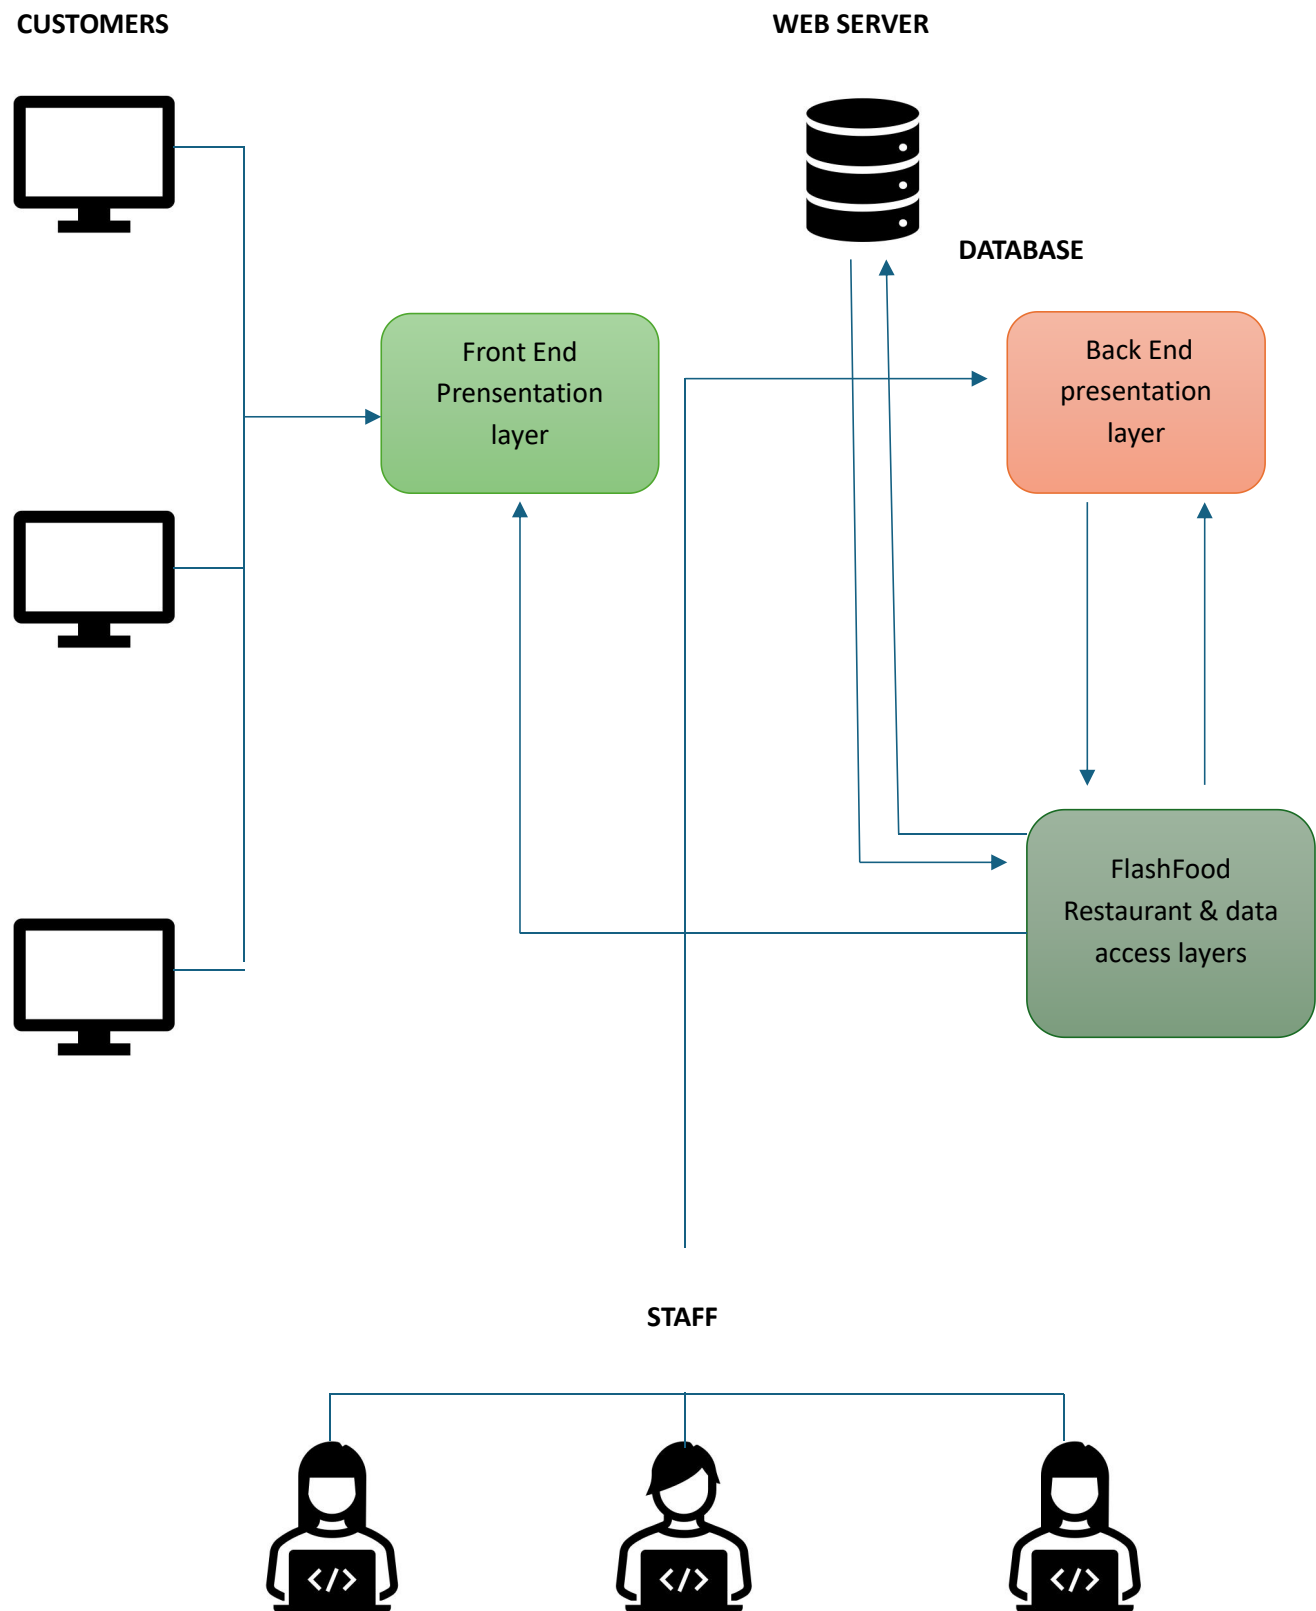 CUSTOMERS
WEB SERVER
DATABASE
Front End
Prensentation
layer
Back End
presentation
layer
FlashFood
Restaurant & data
access layers
STAFF
</>
</>
</>